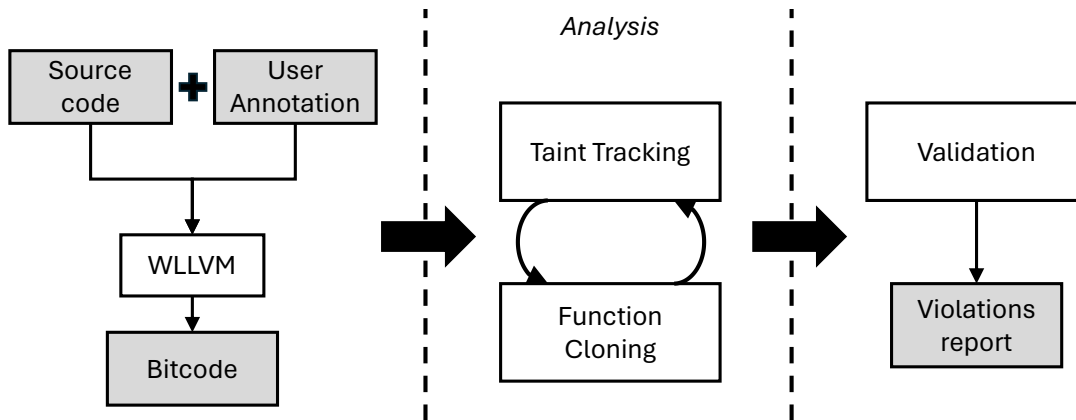 Source
code
User
Annotation
WLLVM
Bitcode
Analysis
Taint Tracking
Function
Cloning
Validation
Violations
report